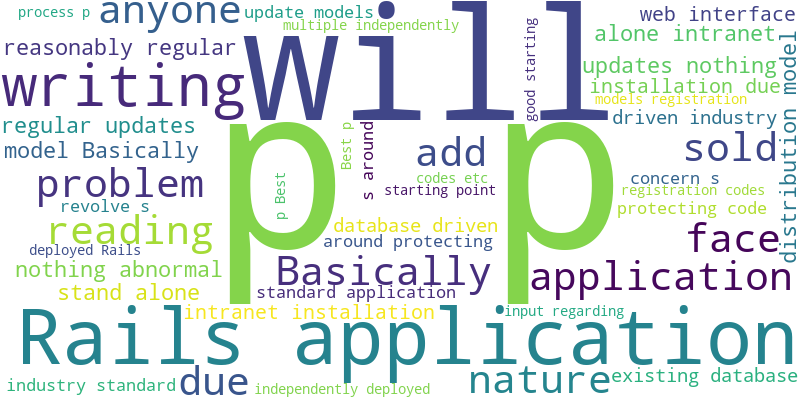 process p
anyone
update models
will
web interface
multiple independently
alone intranet
reasonably regular
good starting
updates nothing
writing
installation due
models registration
regular updates
driven industry
distribution model
model Basically
p p
Best p
s around
add
sold
problem
p Best
codes etc
concern s
starting point
registration codes
revolve s
protecting code
reading
database driven
face
around protecting
deployed Rails
nothing abnormal
Basically
application
stand alone
standard application
intranet installation
input regarding
Rails application
industry standard
due
independently deployed
nature
existing database